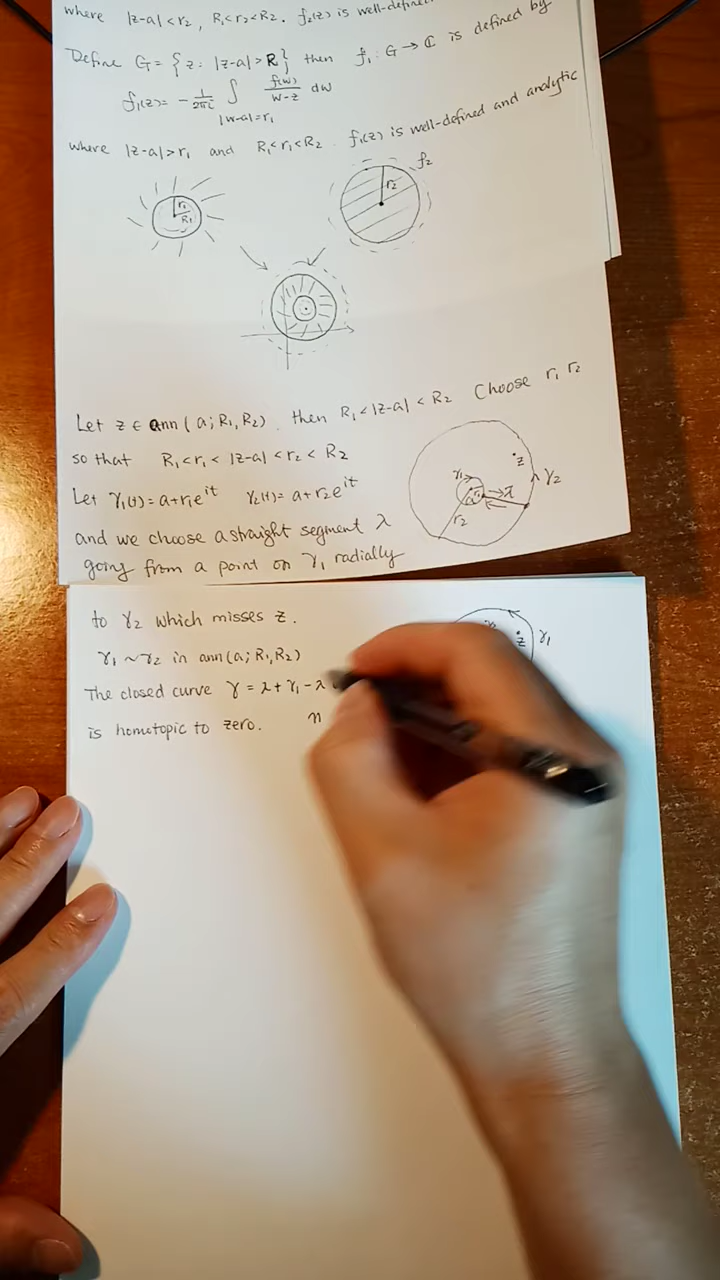 where |z-a|<r₂, R₁<r₂<R₂. f₂(z) is well-define
Define G={z: |z-a|>R} then f₁: G→ℂ is defined by
f₁(z)= -1/2πi ∫ f(w)/w-z dw
|w-a|=r₁
where |z-a|>r₁ and R₁<r₁<R₂ f₁(z) is well-defined and analytic
r₁
R₁
r₂
f₂
Let z ∈ ann(a; R₁, R₂). then R₁<|z-a|<R₂ Choose r₁ r₂
so that R₁<r₁<|z-a|<r₂<R₂
Let γ₁(t)=a+r₁e^it γ₂(t)=a+r₂e^it
and we choose a straight segment λ
going from a point on γ₁ radially
z
γ₁
λ
γ₂
r₂
to γ₂ which misses z.
γ₁~γ₂ in ann(a; R₁, R₂)
The closed curve γ = λ+γ₁-λ
is homotopic to zero. n
z
γ₁